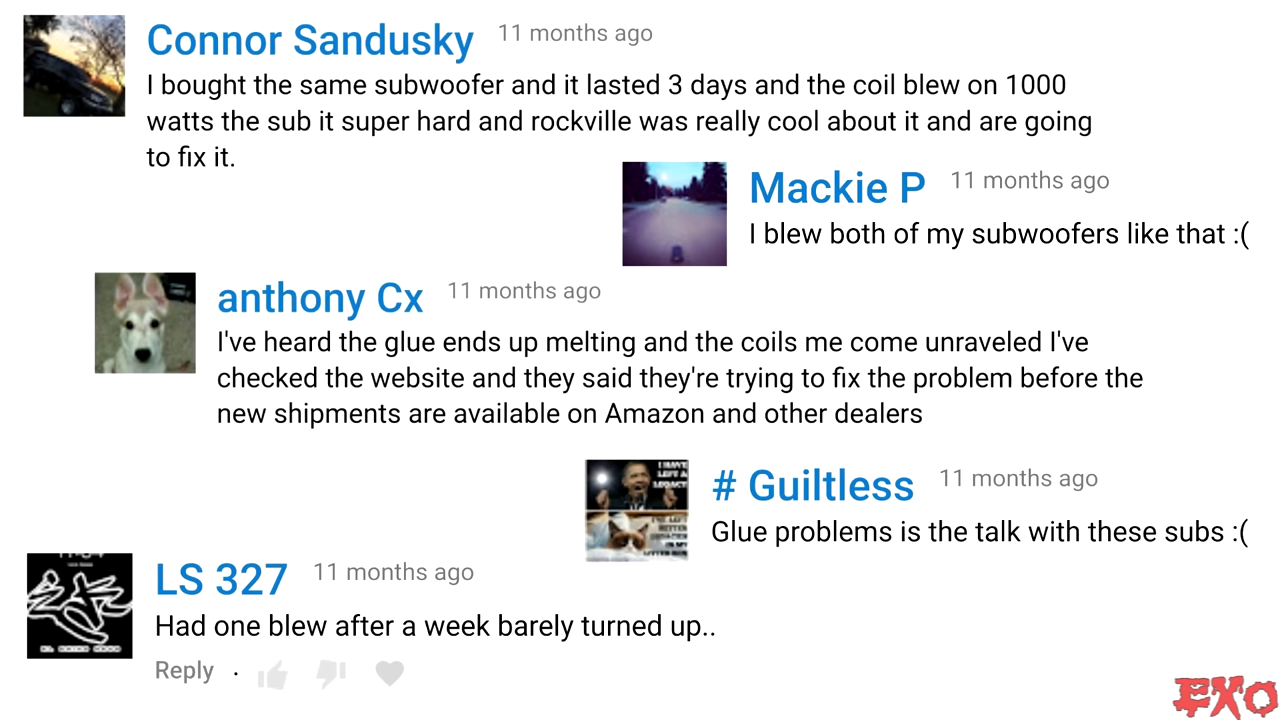 Connor Sandusky 11 months ago
I bought the same subwoofer and it lasted 3 days and the coil blew on 1000
watts the sub it super hard and rockville was really cool about it and are going
to fix it.
Mackie P 11 months ago
I blew both of my subwoofers like that :(
anthony Cx 11 months ago
I've heard the glue ends up melting and the coils me come unraveled I've
checked the website and they said they're trying to fix the problem before the
new shipments are available on Amazon and other dealers
I HAVE
LEFT A
LEGACY
# Guiltless 11 months ago
Glue problems is the talk with these subs :(
LS 327 11 months ago
Had one blew after a week barely turned up..
Reply ·
EXO